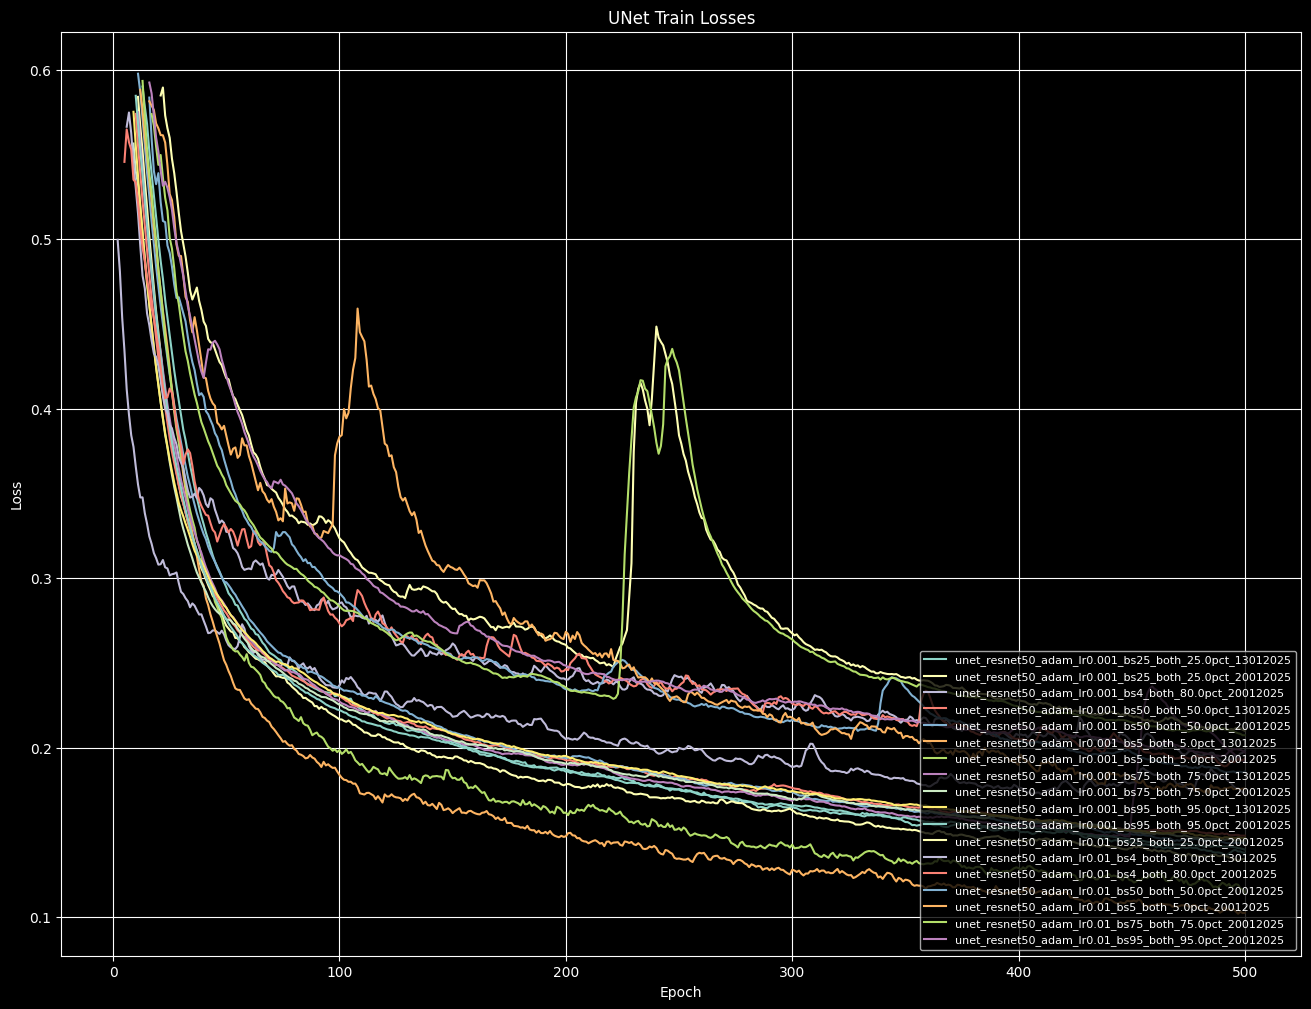 UNet Train Losses
0.6
0.5
0.4
0.3
0.2
0.1
Loss
0
100
200
300
400
500
Epoch
unet_resnet50_adam_lr0.001_bs25_both_25.0pct_13012025
unet_resnet50_adam_lr0.001_bs25_both_25.0pct_20012025
unet_resnet50_adam_lr0.001_bs4_both_80.0pct_20012025
unet_resnet50_adam_lr0.001_bs50_both_50.0pct_13012025
unet_resnet50_adam_lr0.001_bs50_both_50.0pct_20012025
unet_resnet50_adam_lr0.001_bs5_both_5.0pct_13012025
unet_resnet50_adam_lr0.001_bs5_both_5.0pct_20012025
unet_resnet50_adam_lr0.001_bs75_both_75.0pct_13012025
unet_resnet50_adam_lr0.001_bs75_both_75.0pct_20012025
unet_resnet50_adam_lr0.001_bs95_both_95.0pct_13012025
unet_resnet50_adam_lr0.001_bs95_both_95.0pct_20012025
unet_resnet50_adam_lr0.01_bs25_both_25.0pct_20012025
unet_resnet50_adam_lr0.01_bs4_both_80.0pct_13012025
unet_resnet50_adam_lr0.01_bs4_both_80.0pct_20012025
unet_resnet50_adam_lr0.01_bs50_both_50.0pct_20012025
unet_resnet50_adam_lr0.01_bs5_both_5.0pct_20012025
unet_resnet50_adam_lr0.01_bs75_both_75.0pct_20012025
unet_resnet50_adam_lr0.01_bs95_both_95.0pct_20012025